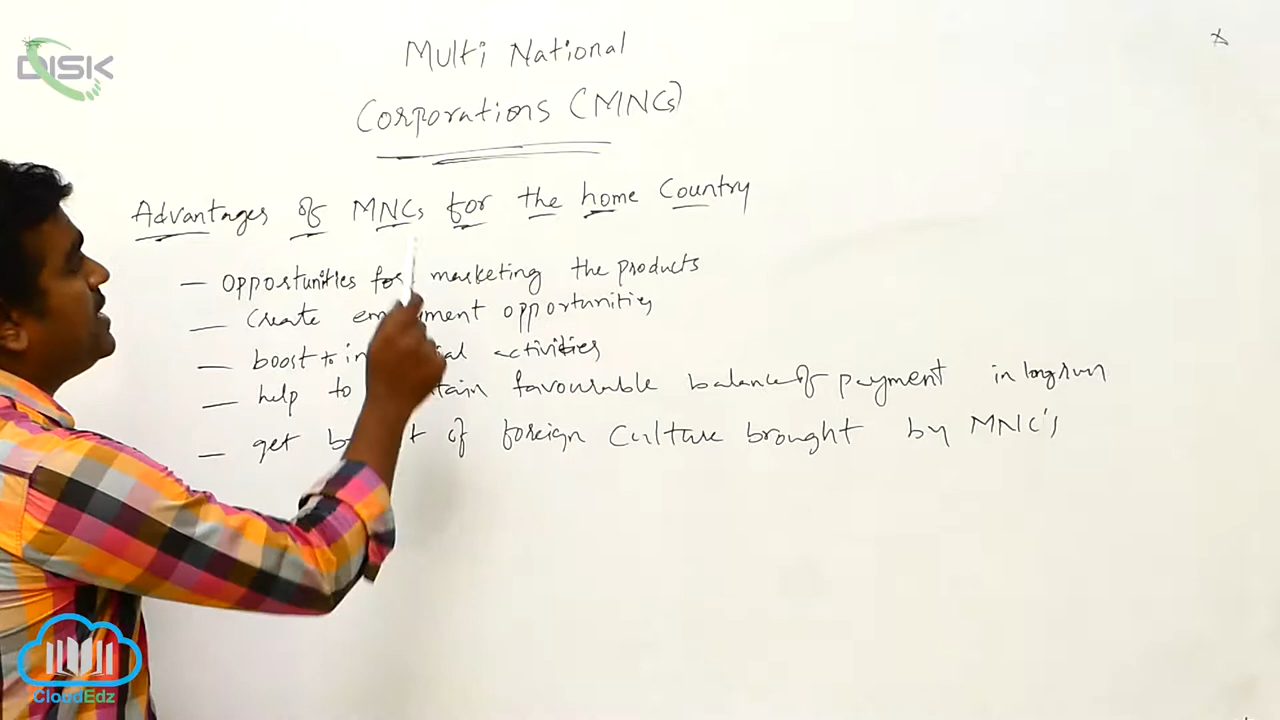 DISK
Multi National
Corporations (MNCs)
Advantages of MNCs for the home Country
— Opportunities for marketing the products
— Create opportunities
— boost to activities
— help to favourable balance of payment in long run
— get of foreign Culture brought by MNC's
CloudEdz